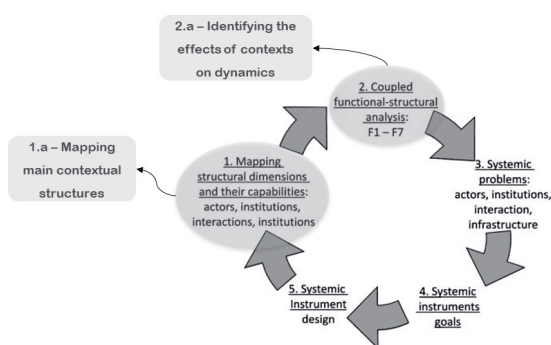 2.a – Identifying the
effects of contexts
on dynamics
2. Coupled
functional-structural
analysis:
F1 – F7
1.a – Mapping
main contextual
structures
1. Mapping
structural dimensions
and their capabilities:
actors, institutions,
interactions, institutions
3. Systemic
problems:
actors, institutions,
interaction,
infrastructure
5. Systemic
Instrument
design
4. Systemic
instruments
goals